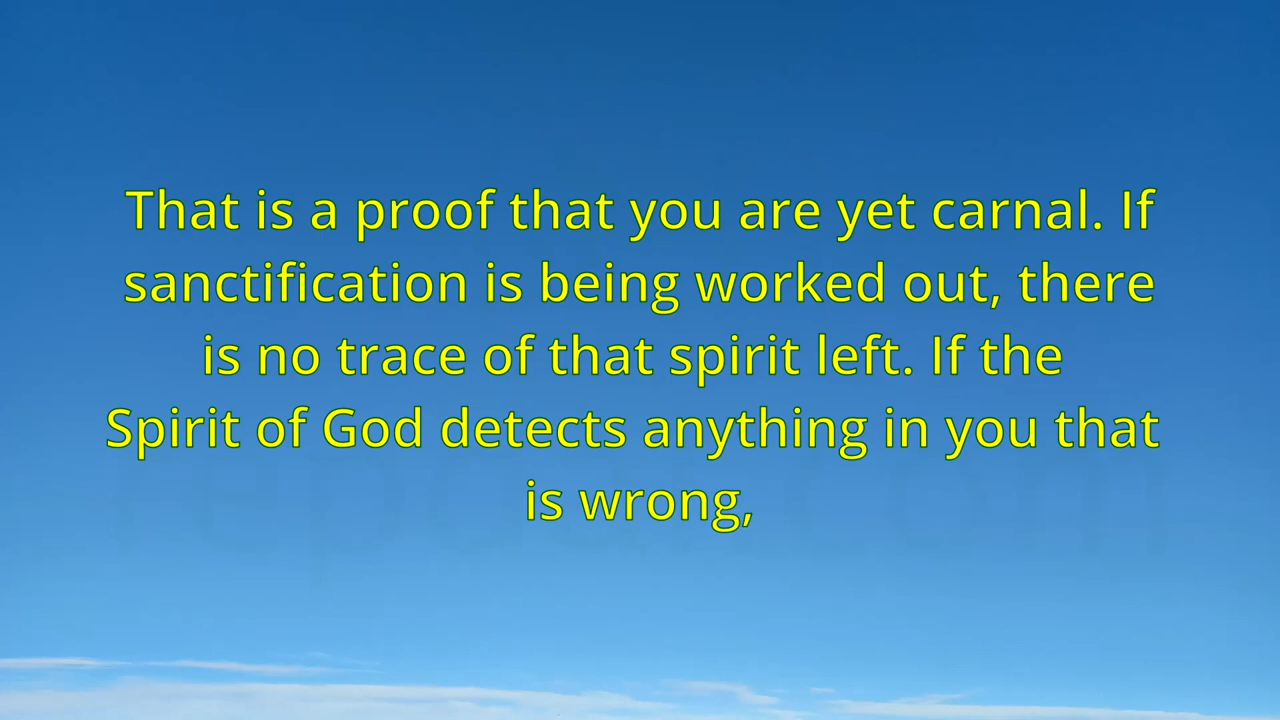 That is a proof that you are yet carnal. If
sanctification is being worked out, there
is no trace of that spirit left. If the
Spirit of God detects anything in you that
is wrong,